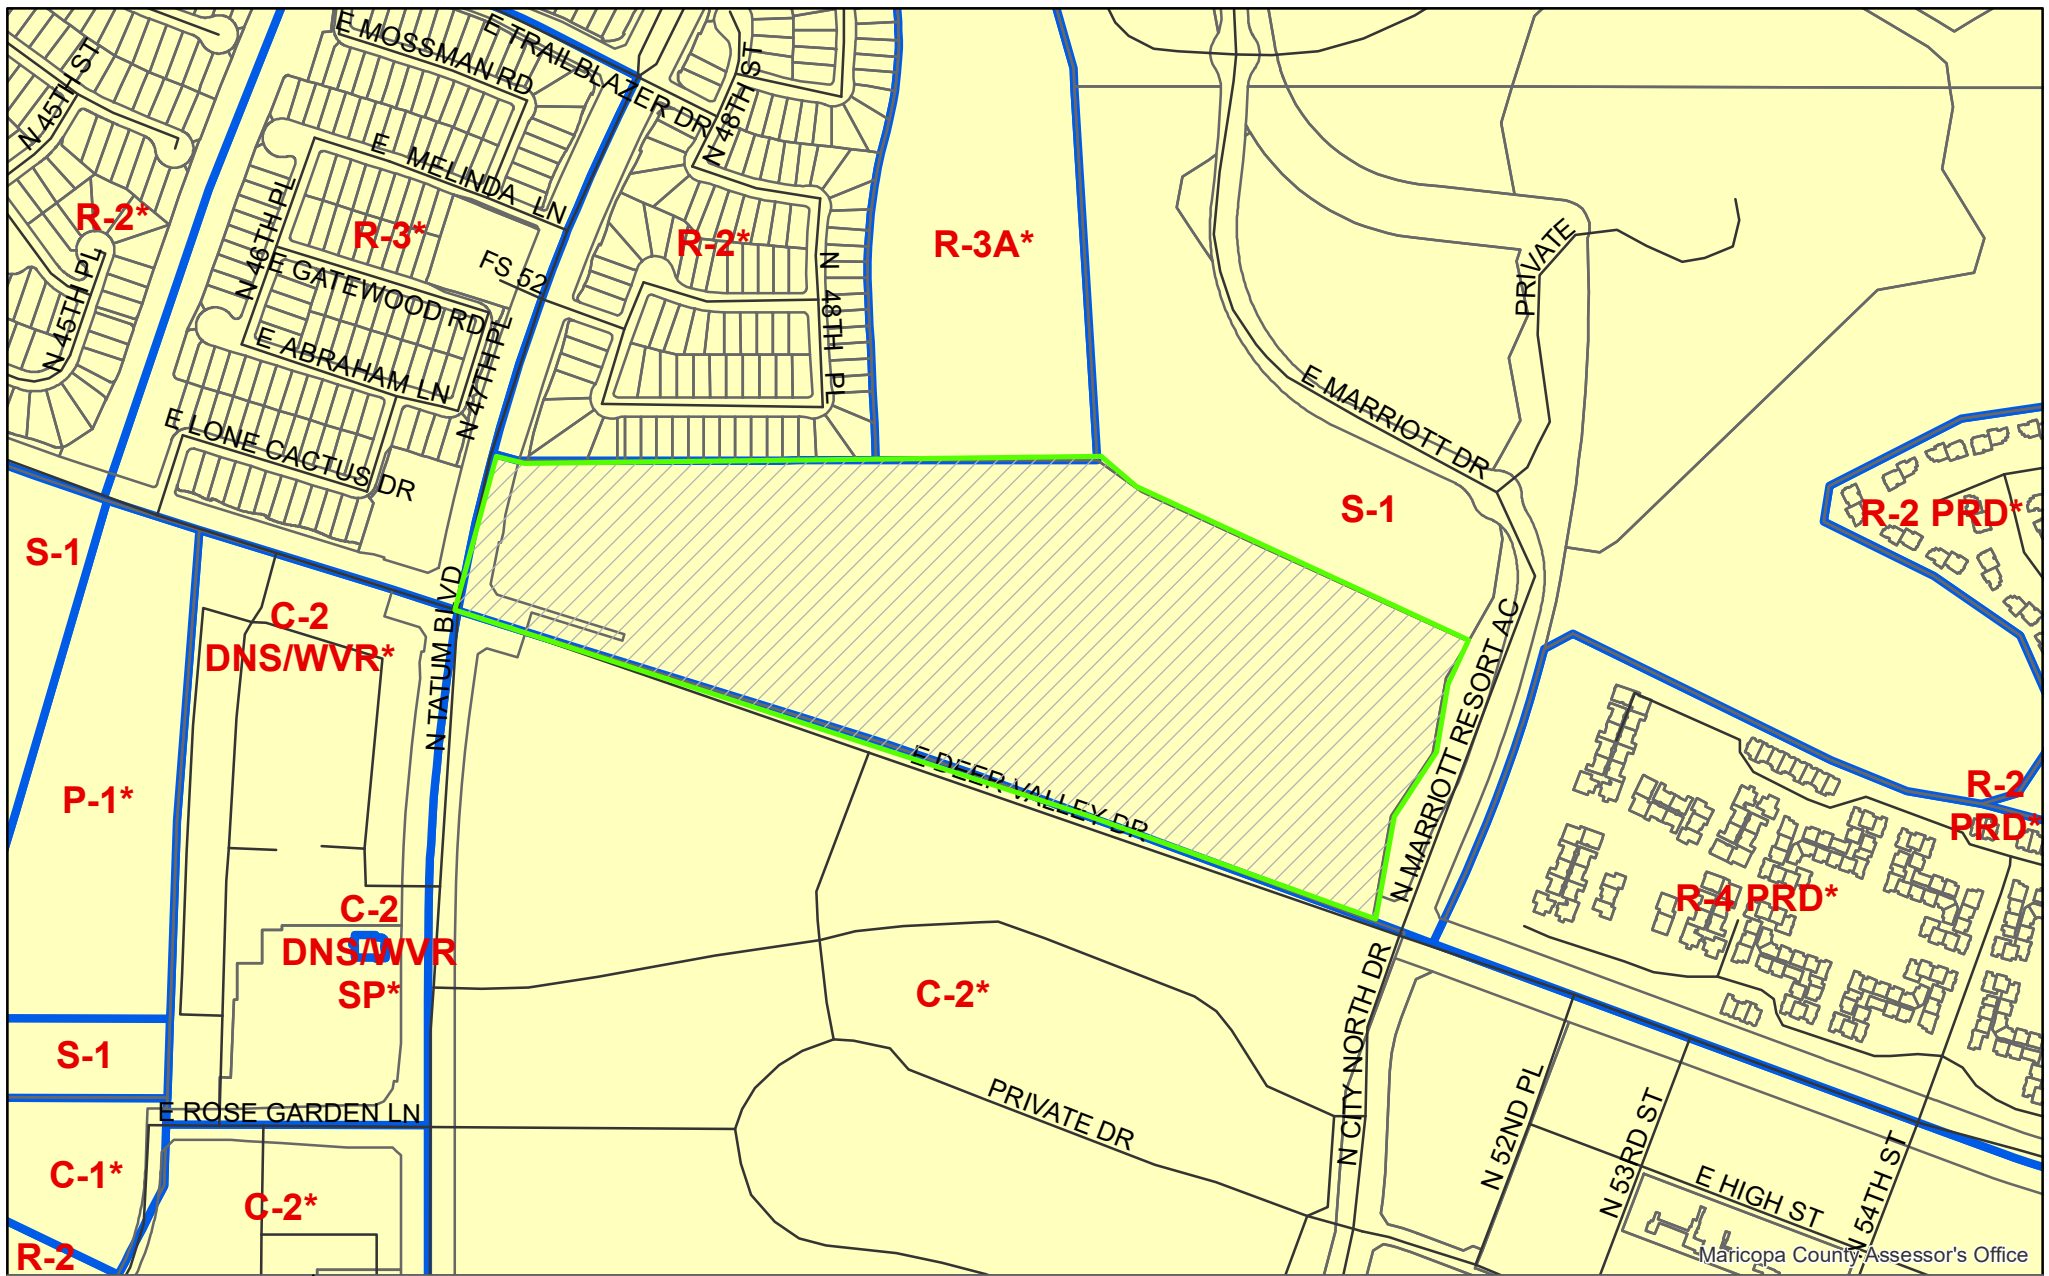 E MOSSMAN RD
E TRAILBLAZER DR
N 48TH ST
N 45TH ST
E MELINDA LN
N 46TH PL
R-2*
R-3*
R-2*
R-3A*
N 45TH PL
E GATEWOOD RD
FS 52
N 48TH PL
PRIVATE
E ABRAHAM LN
N 47TH PL
E MARRIOTT DR
E LONE CACTUS DR
S-1
R-2 PRD*
S-1
C-2
DNS/WVR*
N TATUM BLVD
N MARRIOTT RESORT AC
E DEER VALLEY DR
P-1*
R-2
PRD*
R-4 PRD*
C-2
DNS/WVR
SP*
C-2*
N CITY NORTH DR
S-1
E ROSE GARDEN LN
PRIVATE DR
N 52ND PL
N 53RD ST
N 54TH ST
E HIGH ST
C-1*
C-2*
R-2
Maricopa County Assessor's Office